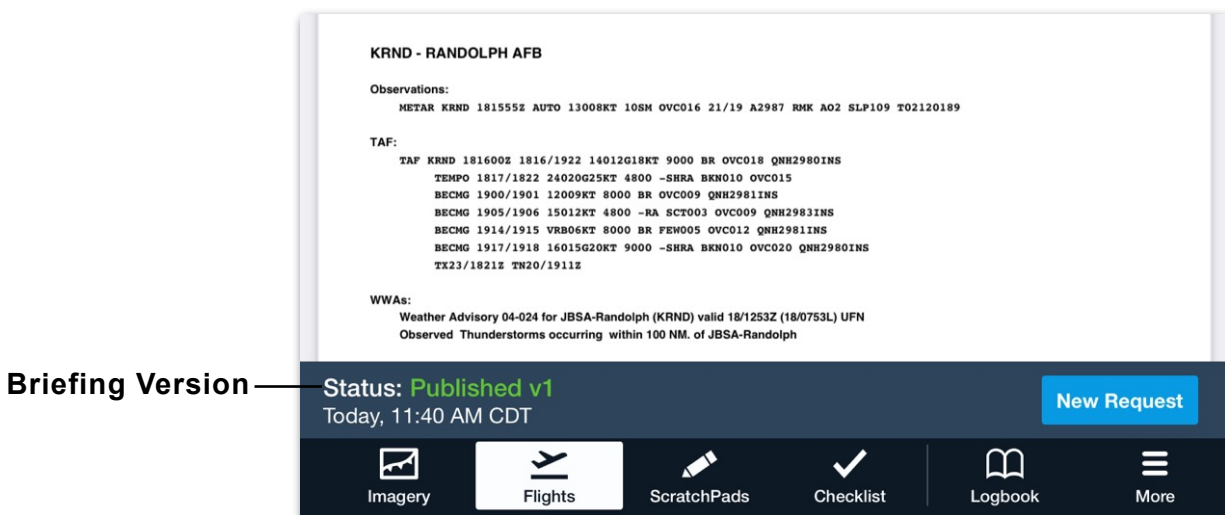 KRND - RANDOLPH AFB
Observations:
METAR KRND 181555Z AUTO 13008KT 10SM OVC016 21/19 A2987 RMK AO2 SLP109 T02120189
TAF:
TAF KRND 181600Z 1816/1922 14012G18KT 9000 BR OVC018 QNH2980INS
TEMPO 1817/1822 24020G25KT 4800 -SHRA BKN010 OVC015
BECMG 1900/1901 12009KT 8000 BR OVC009 QNH2981INS
BECMG 1905/1906 15012KT 4800 -RA SCT003 OVC009 QNH2983INS
BECMG 1914/1915 VRB06KT 8000 BR FEW005 OVC012 QNH2981INS
BECMG 1917/1918 16015G20KT 9000 -SHRA BKN010 OVC020 QNH2980INS
TX23/1821Z TN20/1911Z
WWAs:
Weather Advisory 04-024 for JBSA-Randolph (KRND) valid 18/1253Z (18/0753L) UFN
Observed Thunderstorms occurring within 100 NM. of JBSA-Randolph
Briefing Version
Status: Published v1
Today, 11:40 AM CDT
New Request
Imagery
Flights
ScratchPads
Checklist
Logbook
More